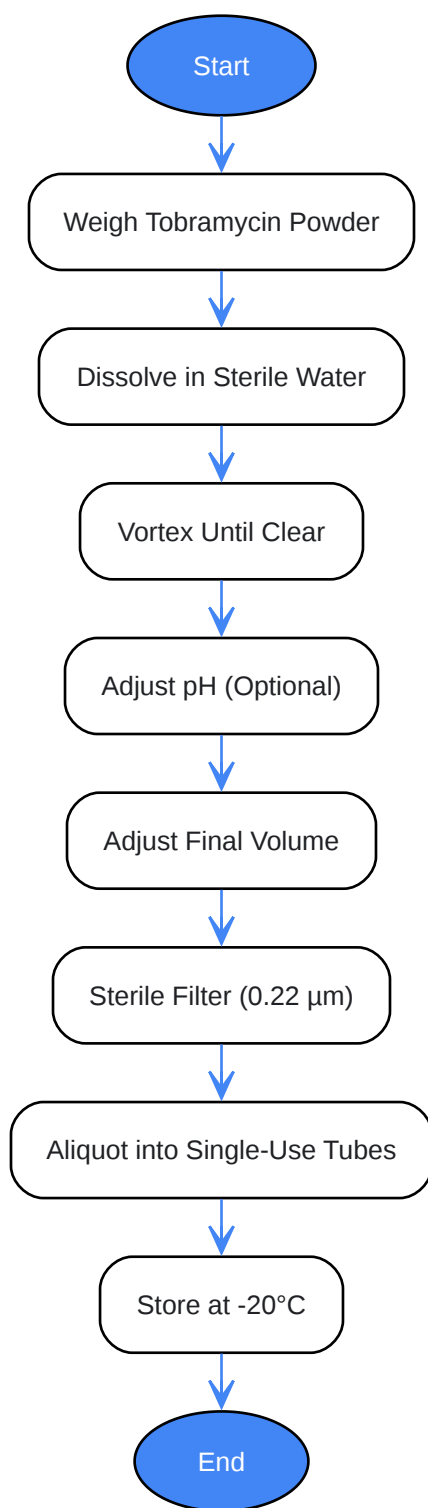 Start
Weigh Tobramycin Powder
Dissolve in Sterile Water
Vortex Until Clear
Adjust pH (Optional)
Adjust Final Volume
Sterile Filter (0.22 µm)
Aliquot into Single-Use Tubes
Store at -20°C
End